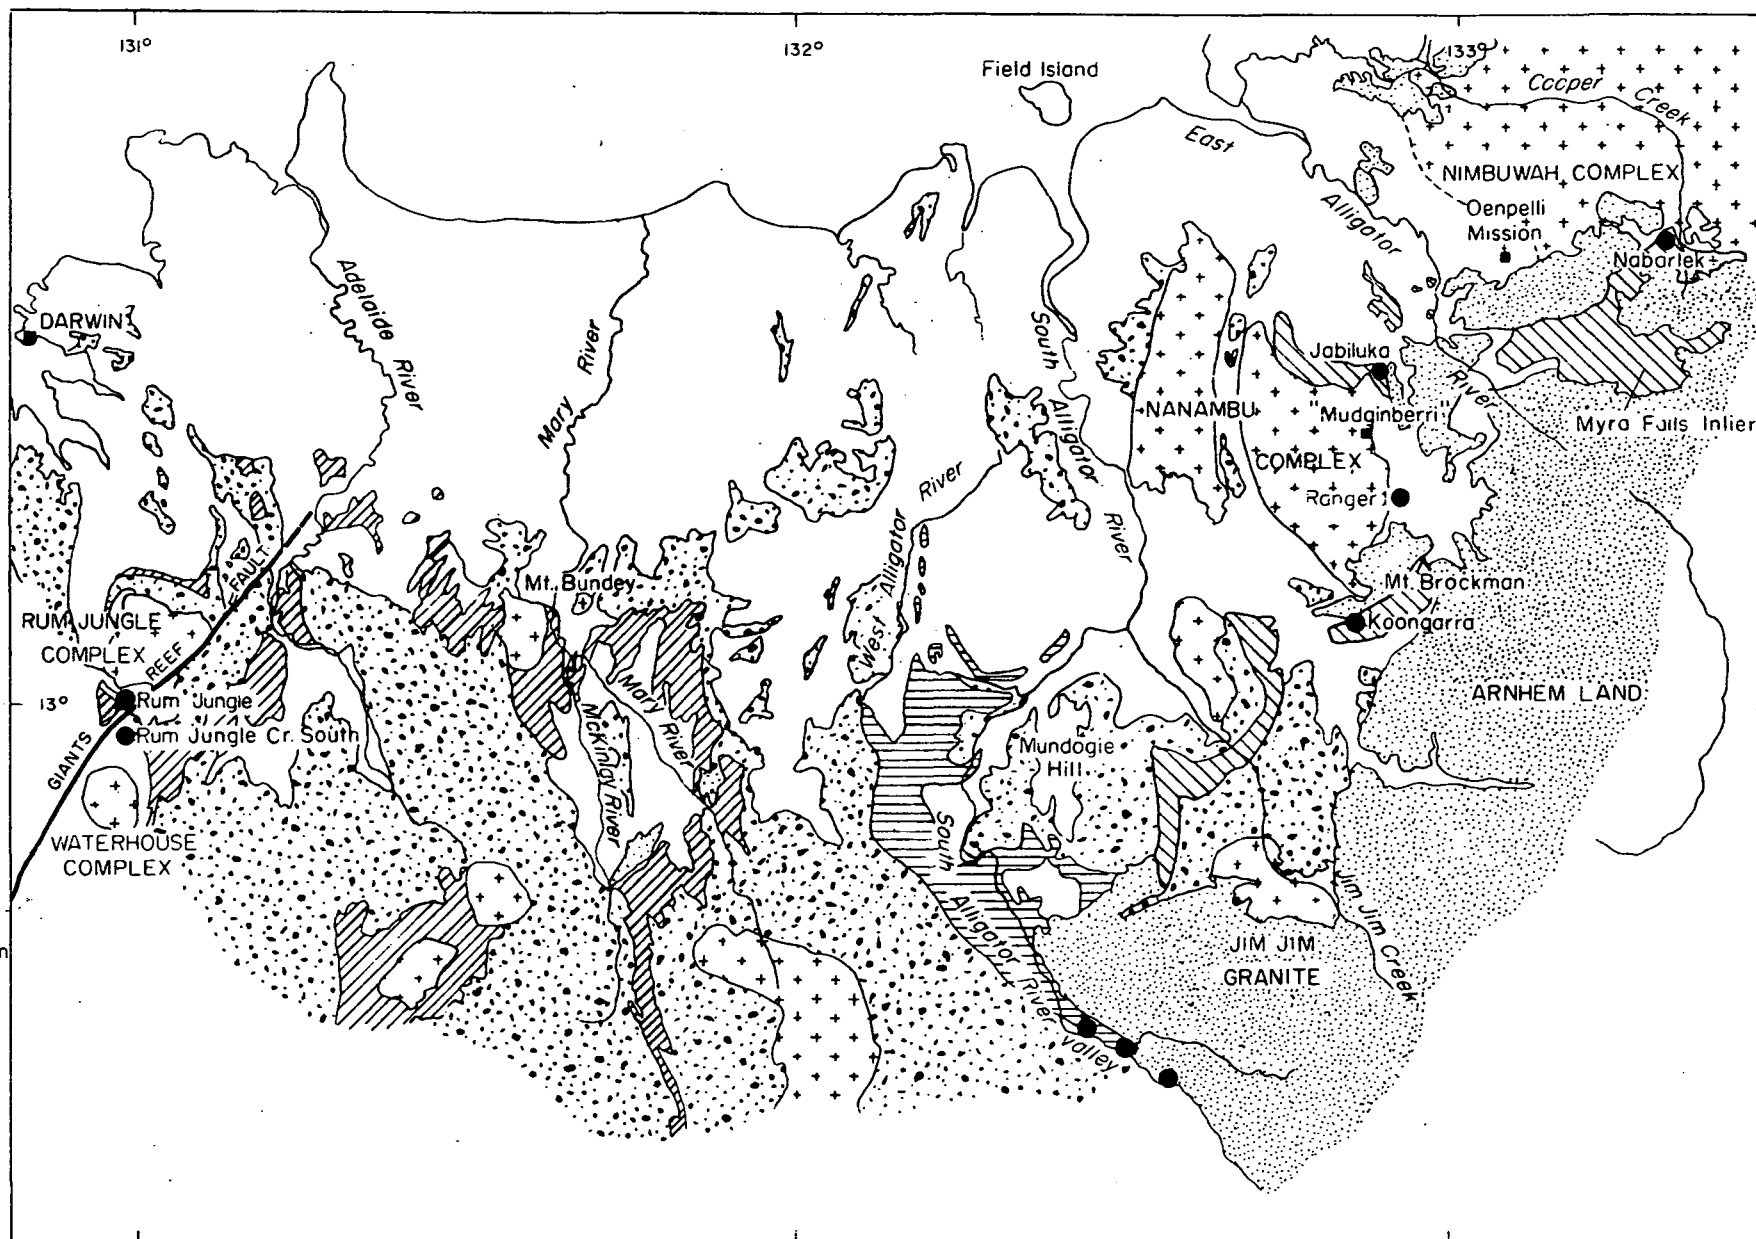 131°
132°
133°
Field Island
Cooper
Creek
East
Alligator
River
NIMBUWAH COMPLEX
Oenpelli
Mission
Nabarlek
DARWIN
Adelaide
River
Mary
River
South
Alligator
River
Jabiluka
NANAMBU
COMPLEX
"Mudginberri"
Myra Falls Inlier
Ranger 1
West
Alligator
River
Mt. Bundey
Mt. Brockman
Koongarra
RUM JUNGLE
COMPLEX
GIANTS
REEF
FAULT
13°
Rum Jungle
Rum Jungle Cr. South
ARNHEM LAND
Mary River
McKinlay River
Mundogie
Hill
WATERHOUSE
COMPLEX
South
Alligator
River
Valley
JIM JIM
GRANITE
Jim Jim
Creek
n